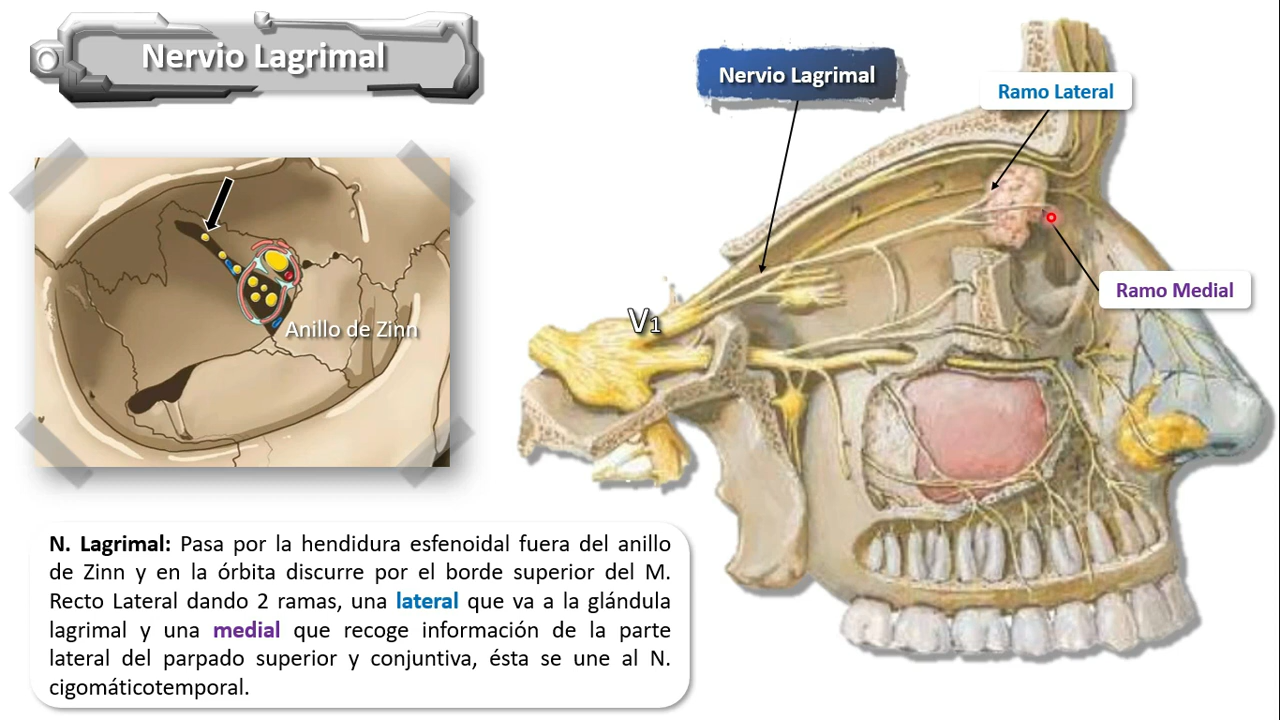 Nervio Lagrimal
Nervio Lagrimal
Ramo Lateral
Ramo Medial
V1
Anillo de Zinn
N. Lagrimal: Pasa por la hendidura esfenoidal fuera del anillo
de Zinn y en la órbita discurre por el borde superior del M.
Recto Lateral dando 2 ramas, una lateral que va a la glándula
lagrimal y una medial que recoge información de la parte
lateral del parpado superior y conjuntiva, ésta se une al N.
cigomáticotemporal.